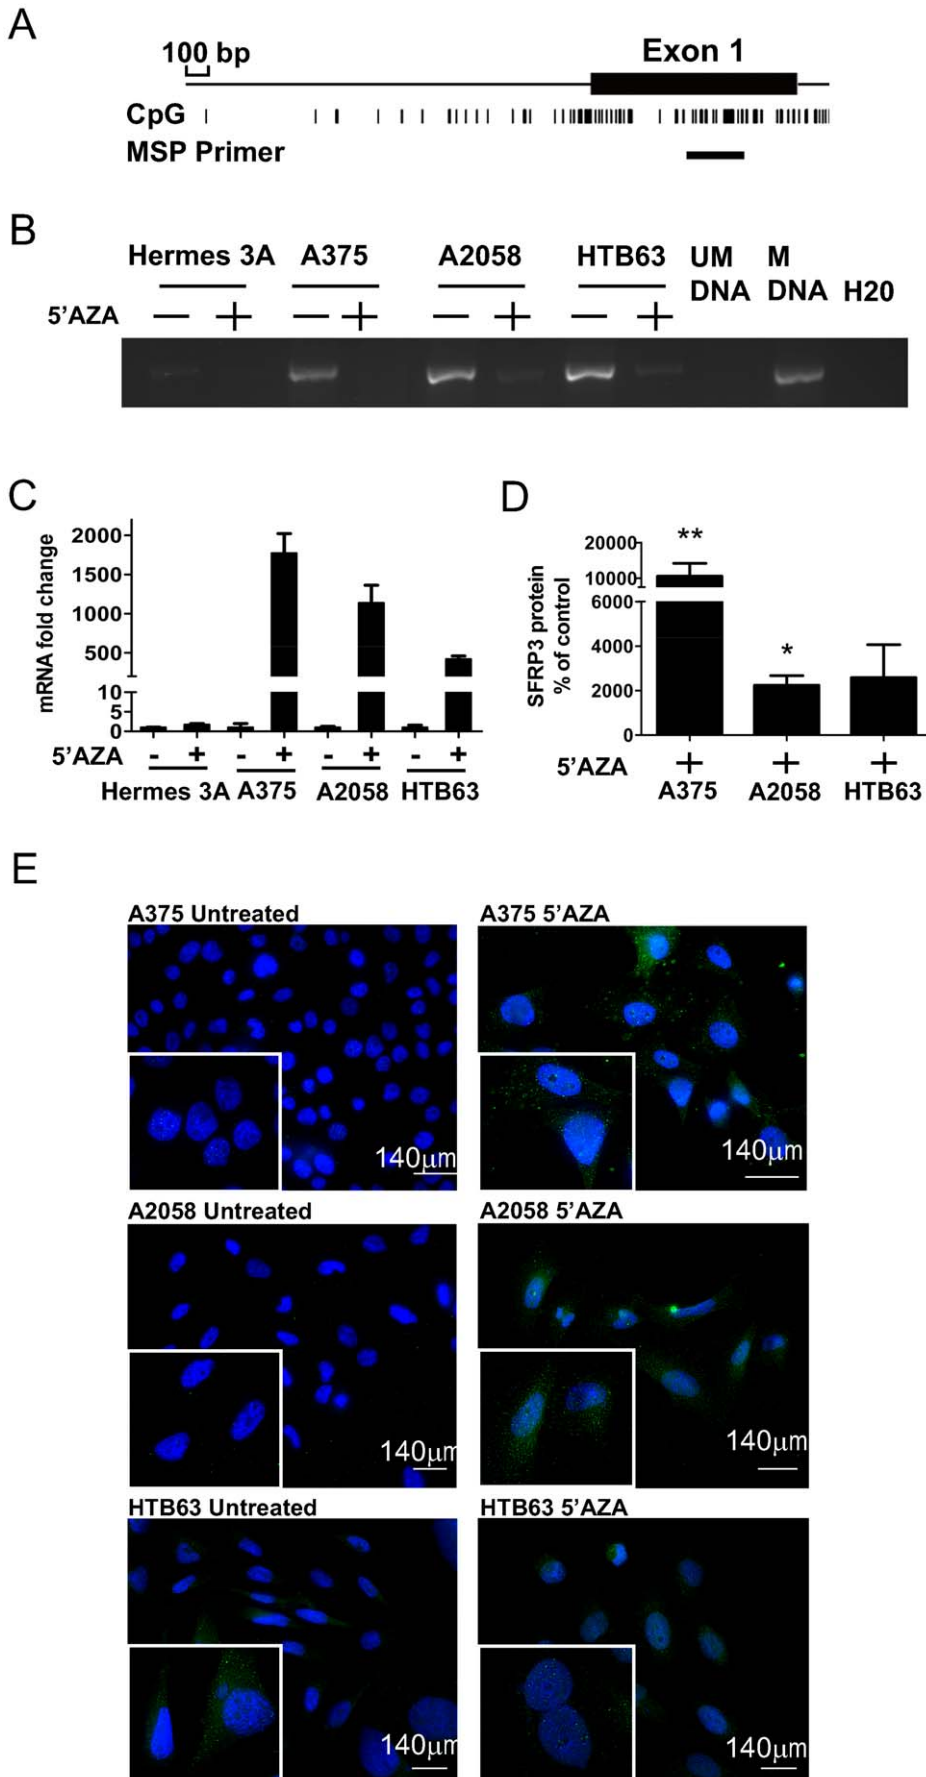 A
100 bp
Exon 1
CpG
MSP Primer
B
Hermes 3A A375 A2058 HTB63 UM DNA M DNA H20
5'AZA — + — + — + — +
C
mRNA fold change
2000
1500
1000
500
10
5
0
5'AZA - + - + - + - +
Hermes 3A A375 A2058 HTB63
D
SFRP3 protein
% of control
20000
10000
6000
4000
2000
0
**
*
5'AZA + + +
A375 A2058 HTB63
E
A375 Untreated
140µm
A375 5'AZA
140µm
A2058 Untreated
140µm
A2058 5'AZA
140µm
HTB63 Untreated
140µm
HTB63 5'AZA
140µm